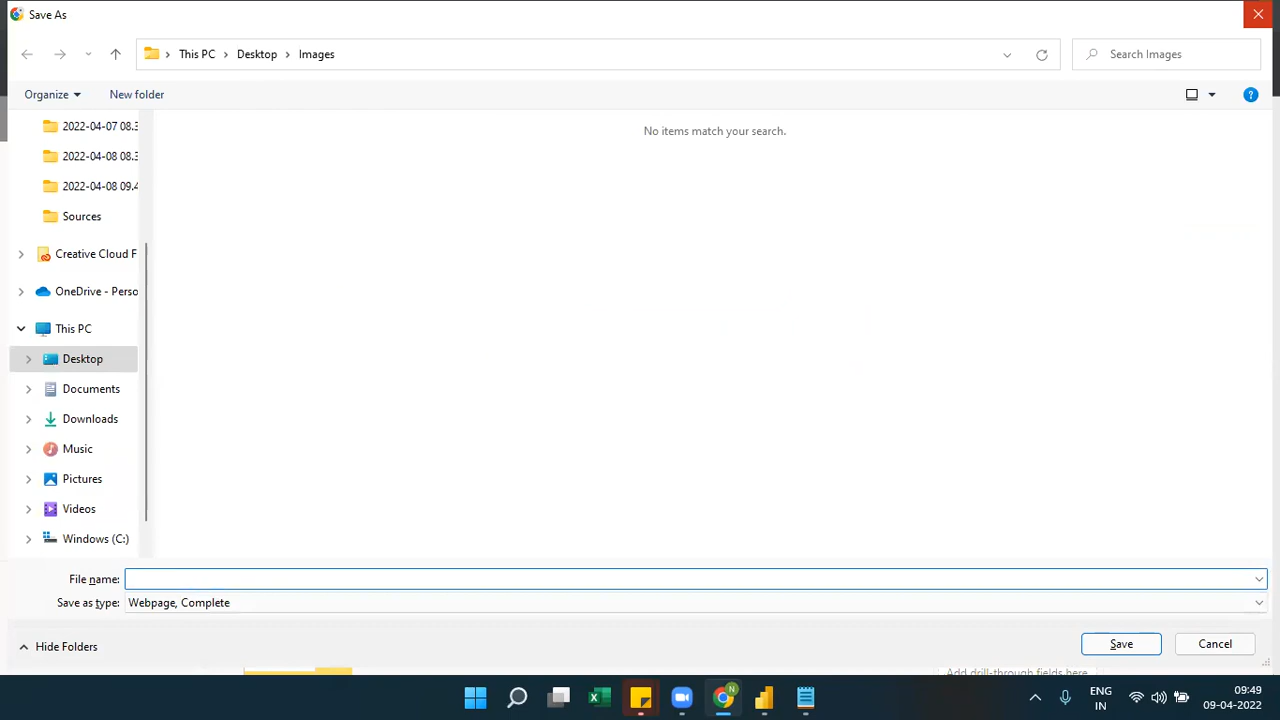 Save As
This PC
Desktop
Images
Search Images
Organize
New folder
No items match your search.
2022-04-07 08.3
2022-04-08 08.3
2022-04-08 09.4
Sources
Creative Cloud F
OneDrive - Perso
This PC
Desktop
Documents
Downloads
Music
Pictures
Videos
Windows (C:)
File name:
Save as type: Webpage, Complete
Hide Folders
Save
Cancel
Add drill-through fields here
N
ENG
IN
09:49
09-04-2022